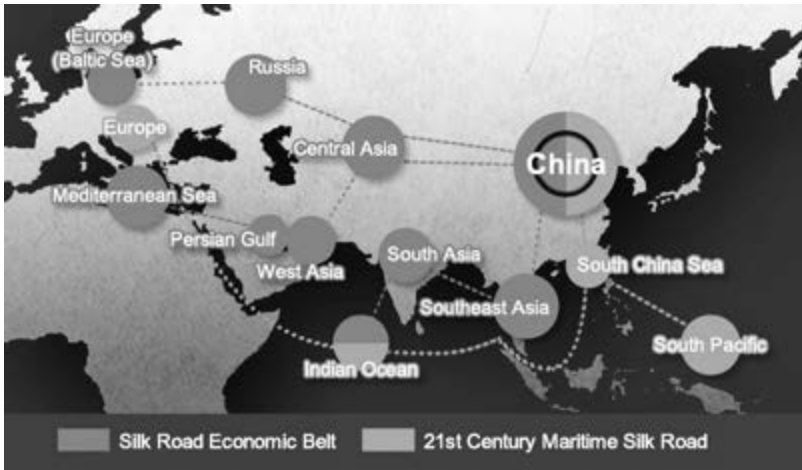 Europe
(Baltic Sea)
Russia
Europe
Central Asia
China
Mediterranean Sea
Persian Gulf
West Asia
South Asia
South China Sea
Southeast Asia
South Pacific
Indian Ocean
Silk Road Economic Belt
21st Century Maritime Silk Road